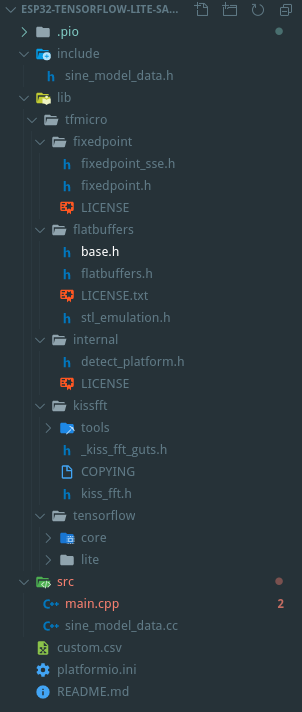 ESP32-TENSORFLOW-LITE-SA...
.pio
include
sine_model_data.h
lib
tfmicro
fixedpoint
fixedpoint_sse.h
fixedpoint.h
LICENSE
flatbuffers
base.h
flatbuffers.h
LICENSE.txt
stl_emulation.h
internal
detect_platform.h
LICENSE
kissfft
tools
_kiss_fft_guts.h
COPYING
kiss_fft.h
tensorflow
core
lite
src
main.cpp 2
sine_model_data.cc
custom.csv
platformio.ini
README.md